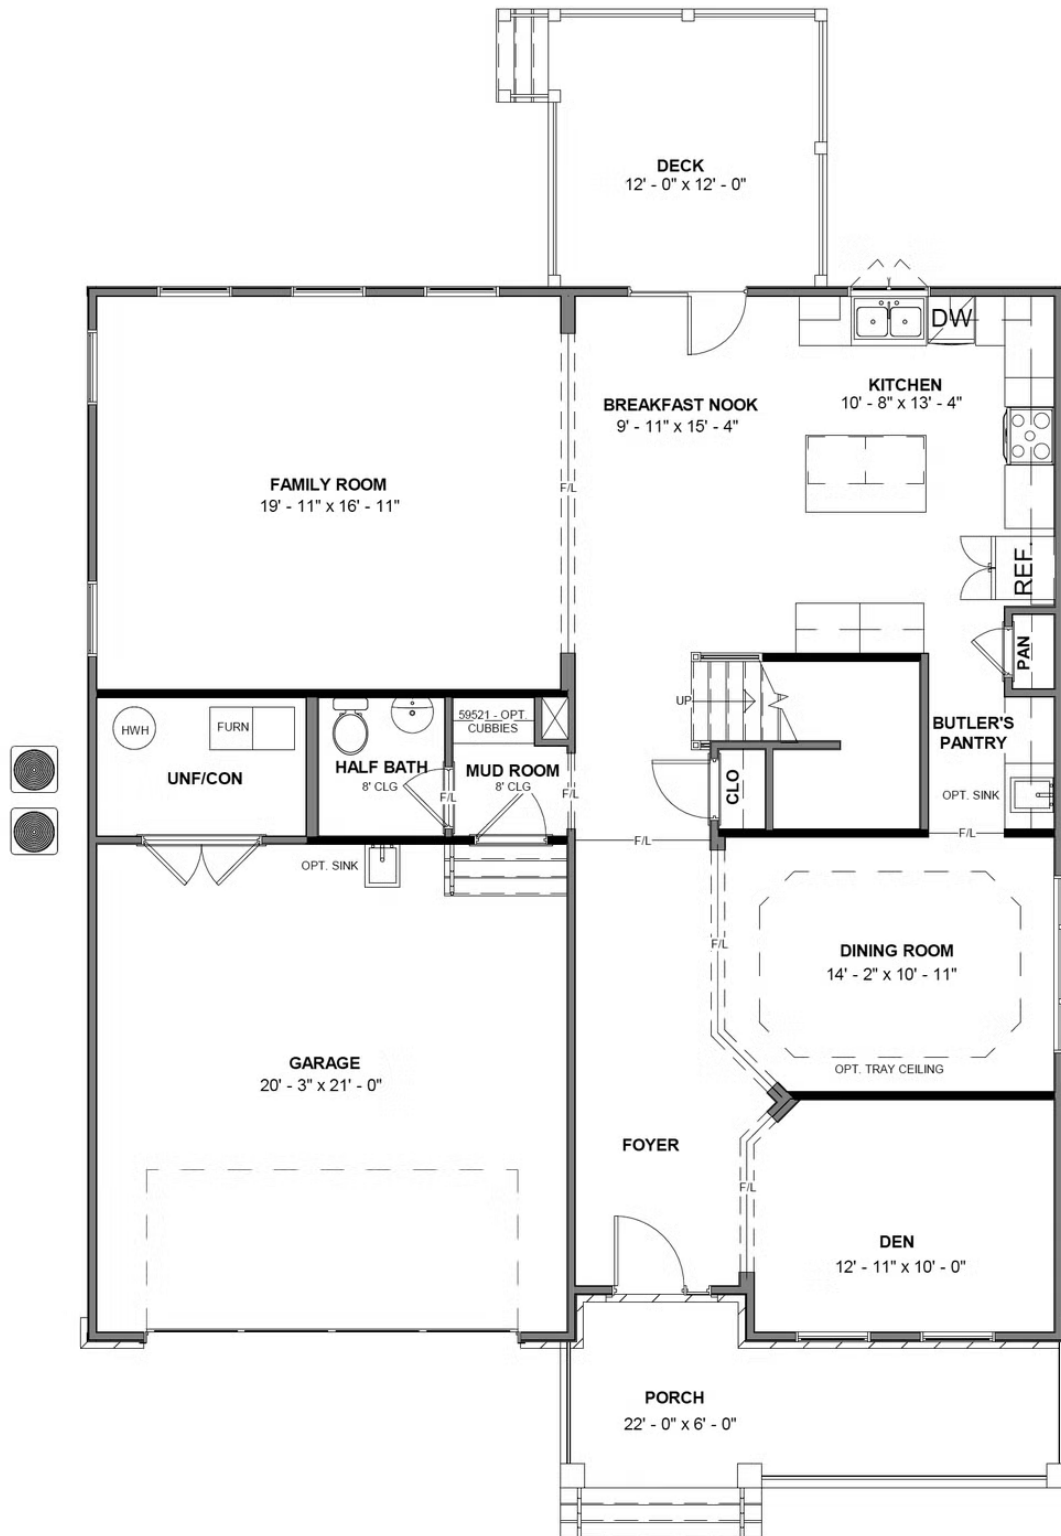 DECK
12' - 0" x 12' - 0"
DW
KITCHEN
10' - 8" x 13' - 4"
BREAKFAST NOOK
9' - 11" x 15' - 4"
FAMILY ROOM
19' - 11" x 16' - 11"
F/L
REF.
PAN
UP
HWH
FURN
59521 - OPT.
CUBBIES
BUTLER'S
PANTRY
UNF/CON
HALF BATH
8' CLG
MUD ROOM
8' CLG
F/L
F/L
CLO
OPT. SINK
F/L
F/L
OPT. SINK
F/L
DINING ROOM
14' - 2" x 10' - 11"
OPT. TRAY CEILING
GARAGE
20' - 3" x 21' - 0"
FOYER
F/L
DEN
12' - 11" x 10' - 0"
PORCH
22' - 0" x 6' - 0"